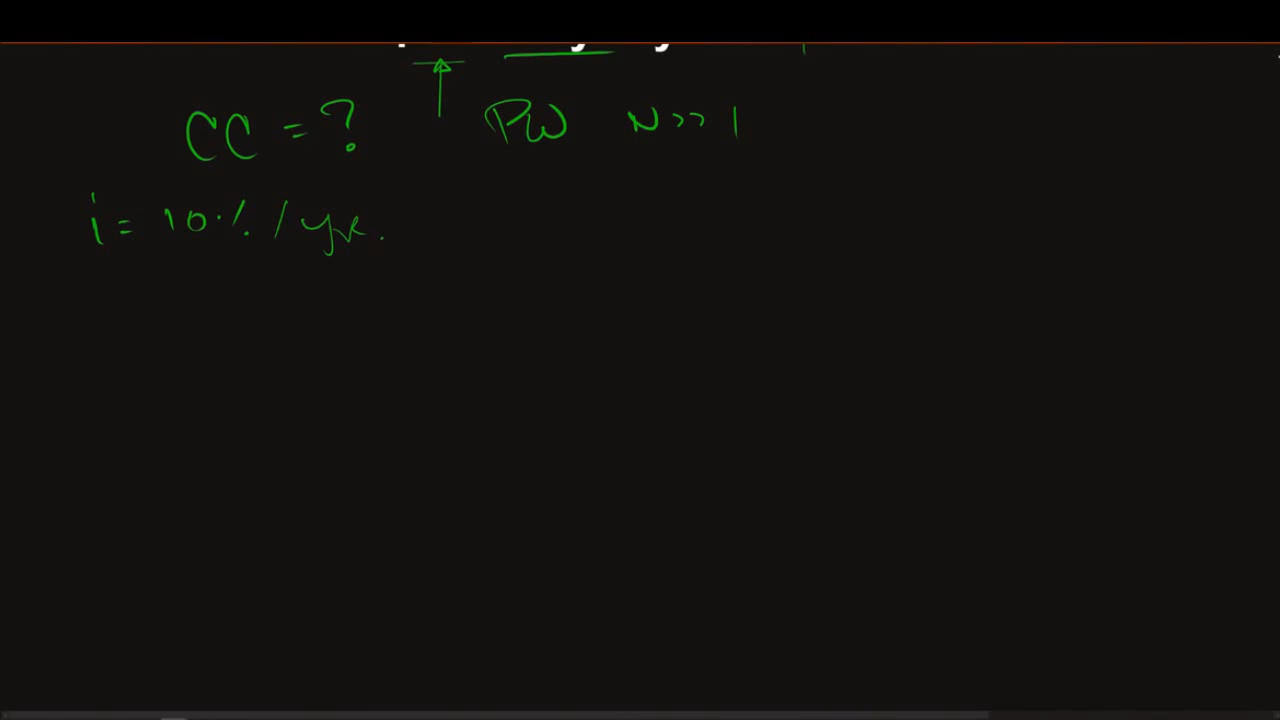 CC = ? PW N >> 1
i = 10% / yr.